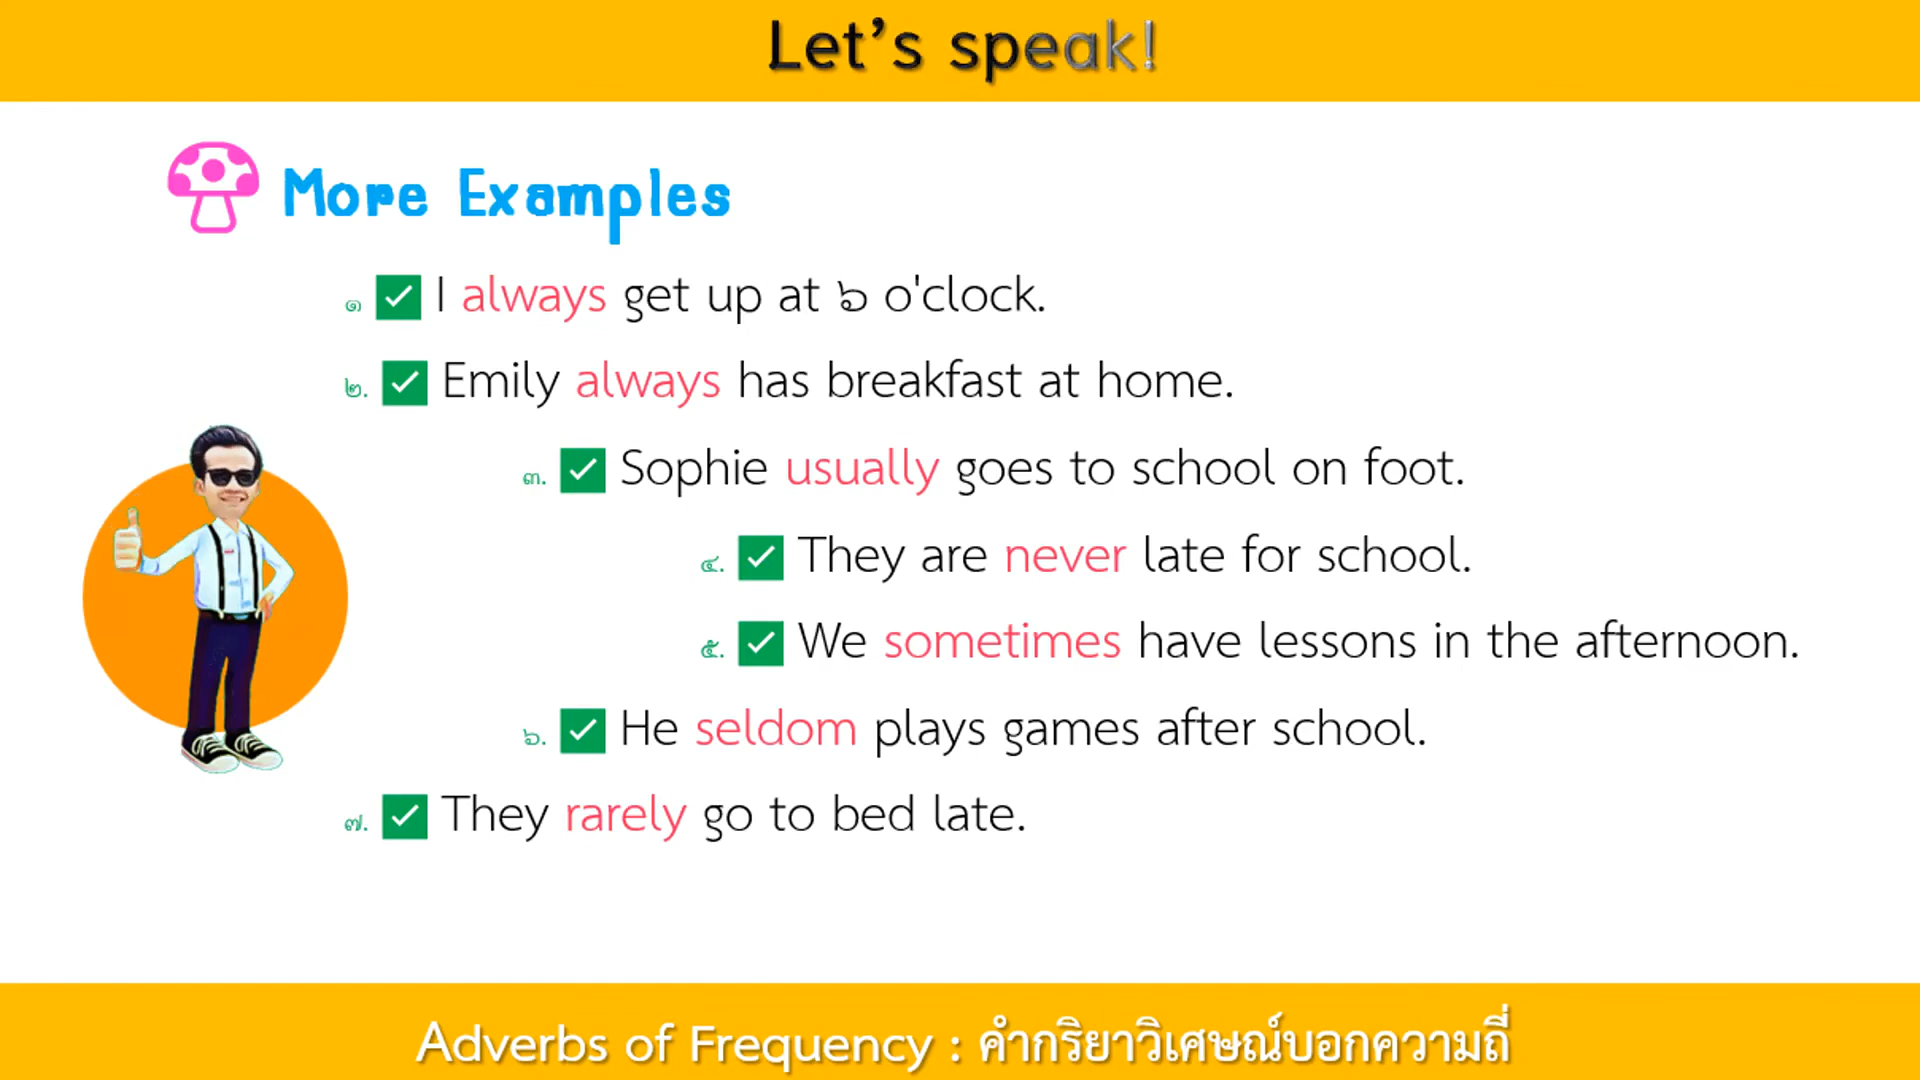 Let's speak!
More Examples
๑ I always get up at ๖ o'clock.
๒. Emily always has breakfast at home.
๓. Sophie usually goes to school on foot.
๔. They are never late for school.
๕. We sometimes have lessons in the afternoon.
๖. He seldom plays games after school.
๗. They rarely go to bed late.
Adverbs of Frequency : คำกริยาวิเศษณ์บอกความถี่